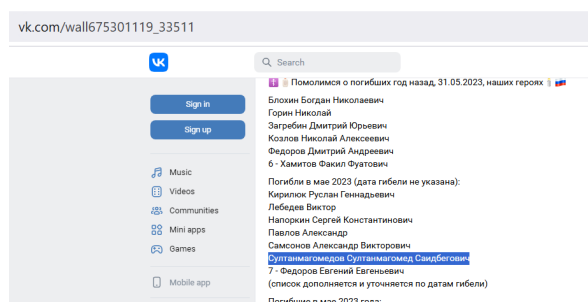 vk.com/wall675301119_33511
Search
Помолимся о погибших год назад, 31.05.2023, наших героях
Sign in
Sign up
Music
Videos
Communities
Mini apps
Games
Mobile app
Блохин Богдан Николаевич
Горин Николай
Загребин Дмитрий Юрьевич
Козлов Николай Алексеевич
Федоров Дмитрий Андреевич
6 - Хамитов Факил Фуатович
Погибли в мае 2023 (дата гибели не указана):
Кирилюк Руслан Геннадьевич
Лебедев Виктор
Напоркин Сергей Константинович
Павлов Александр
Самсонов Александр Викторович
Султанмагомедов Султанмагомед Саидбегович
7 - Федоров Евгений Евгеньевич
(список дополняется и уточняется по датам гибели)
Погибшие в мае 2023 года: